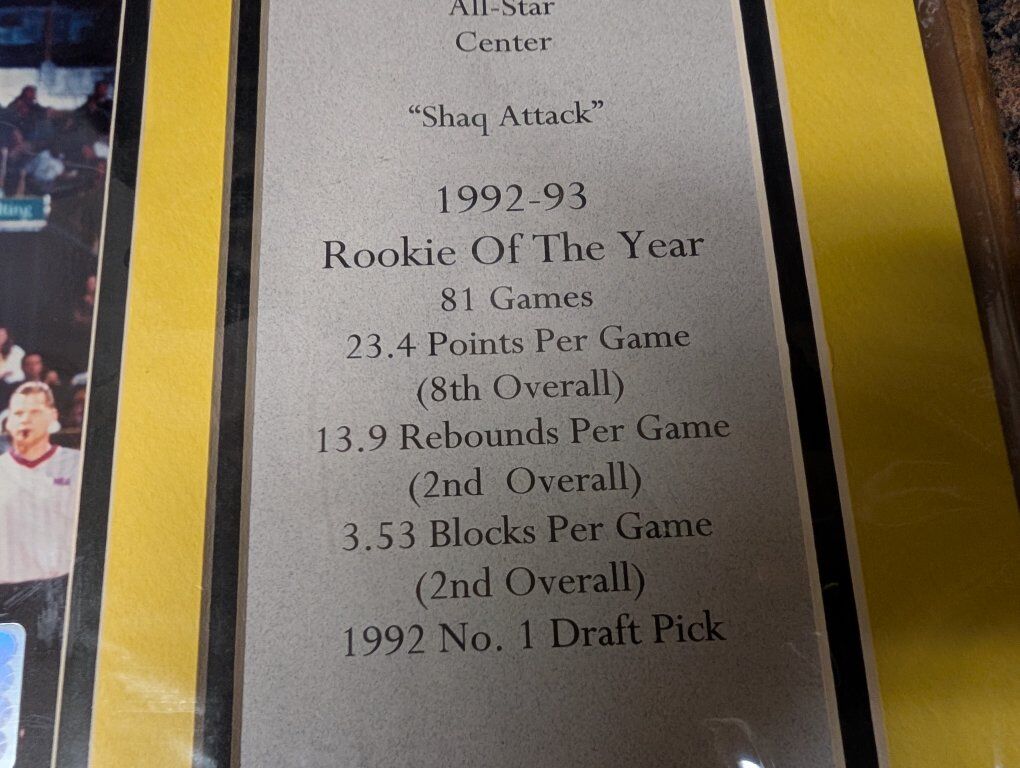 All-Star
Center
“Shaq Attack”
1992-93
Rookie Of The Year
81 Games
23.4 Points Per Game
(8th Overall)
13.9 Rebounds Per Game
(2nd Overall)
3.53 Blocks Per Game
(2nd Overall)
1992 No. 1 Draft Pick